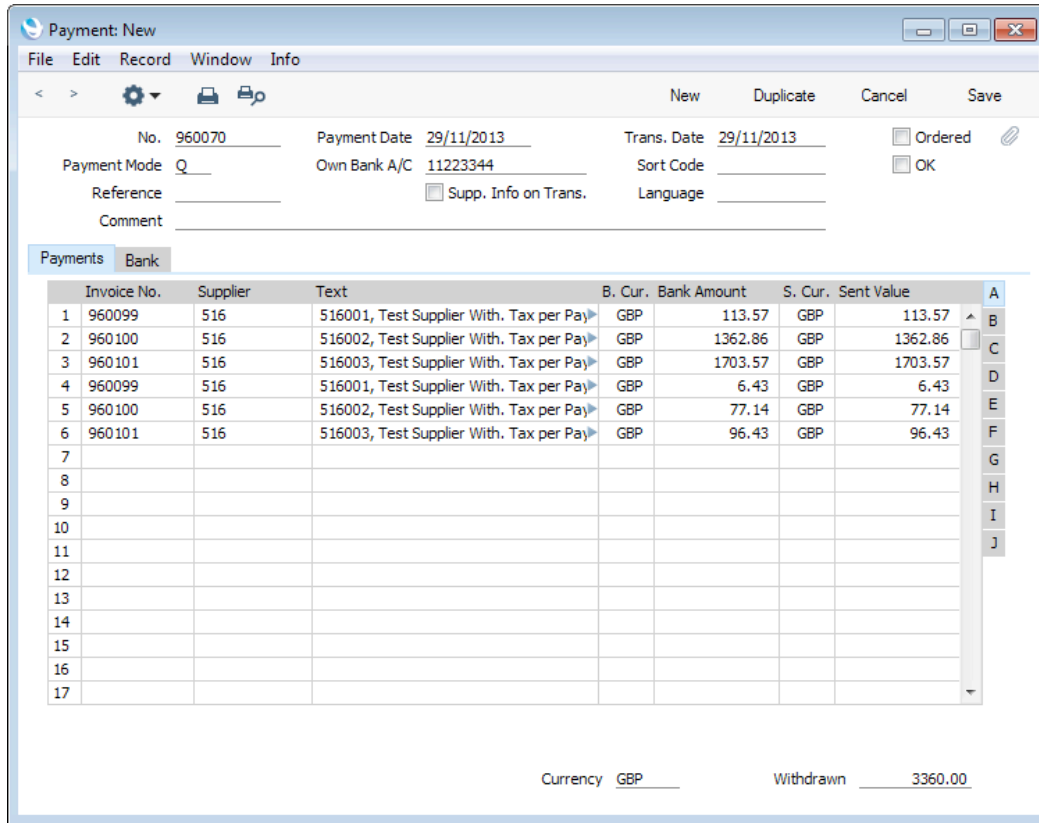 Payment: New
File Edit Record Window Info
< > New Duplicate Cancel Save
No. 960070 Payment Date 29/11/2013 Trans. Date 29/11/2013 Ordered
Payment Mode Q Own Bank A/C 11223344 Sort Code OK
Reference Supp. Info on Trans. Language
Comment
Payments Bank
Invoice No. Supplier Text B. Cur. Bank Amount S. Cur. Sent Value A
1 960099 516 516001, Test Supplier With. Tax per Pay GBP 113.57 GBP 113.57 B
2 960100 516 516002, Test Supplier With. Tax per Pay GBP 1362.86 GBP 1362.86 C
3 960101 516 516003, Test Supplier With. Tax per Pay GBP 1703.57 GBP 1703.57
4 960099 516 516001, Test Supplier With. Tax per Pay GBP 6.43 GBP 6.43 D
5 960100 516 516002, Test Supplier With. Tax per Pay GBP 77.14 GBP 77.14 E
6 960101 516 516003, Test Supplier With. Tax per Pay GBP 96.43 GBP 96.43 F
7 G
8 H
9
10 I
11 J
12
13
14
15
16
17
Currency GBP Withdrawn 3360.00